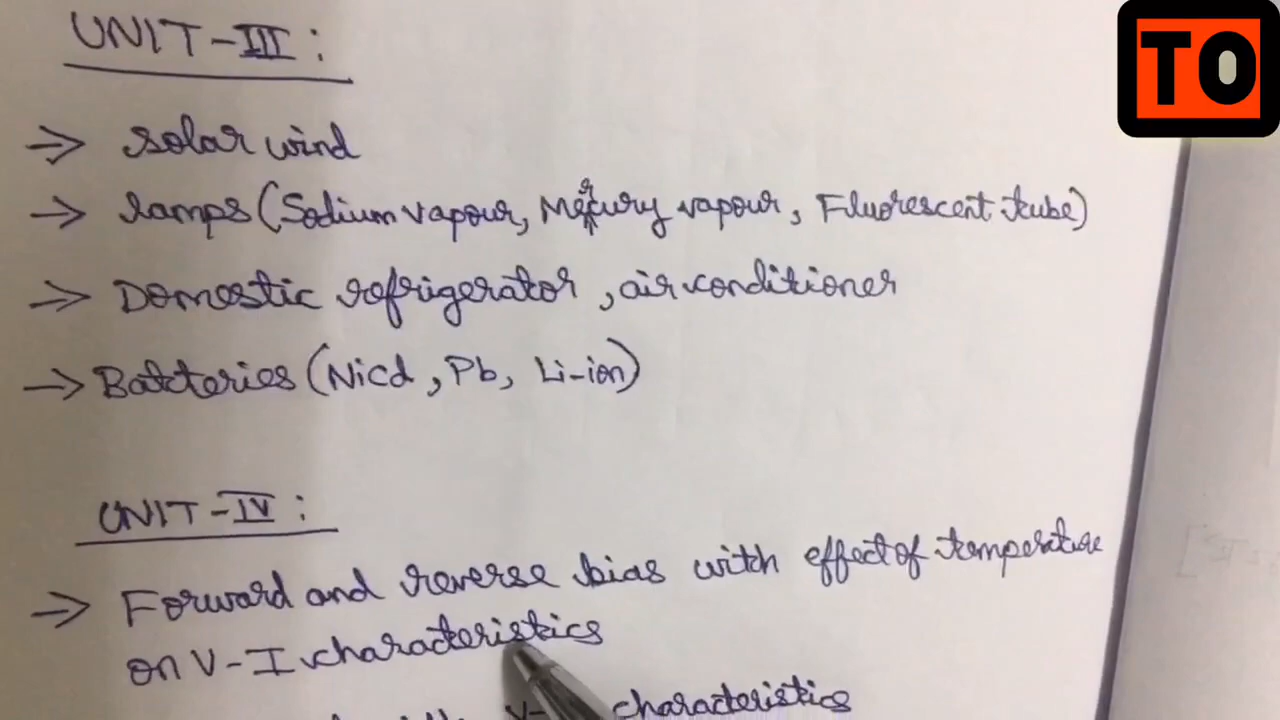 TO
UNIT-III:
→ solar wind
→ lamps (Sodium vapour, Mercury vapour, Fluorescent tube)
→ Domestic refrigerator, air conditioner
→ Batteries (Nicd, Pb, Li-ion)
UNIT-IV:
→ Forward and reverse bias with effect of temperature
on V-I characteristics
characteristics